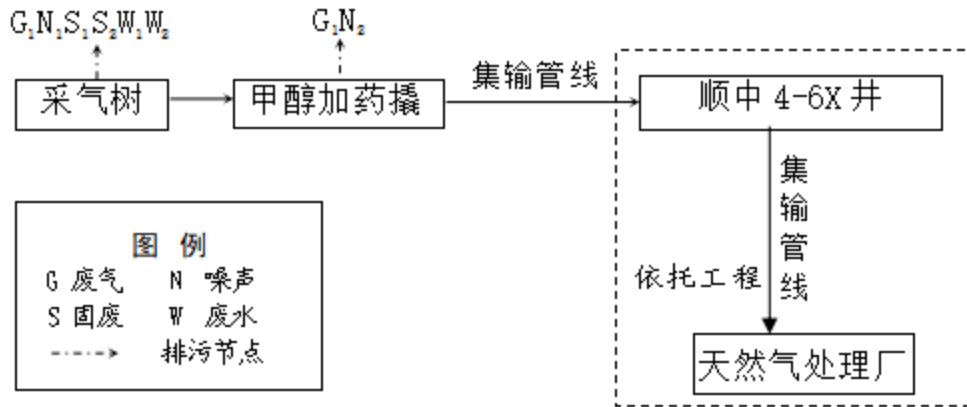 G₁N₁S₁S₂W₁W₂
G₁N₂
采气树
甲醇加药撬
集输管线
顺中 4-6X 井
集输管线
依托工程
天然气处理厂
图 例
G 废气 N 噪声
S 固废 W 废水
排污节点